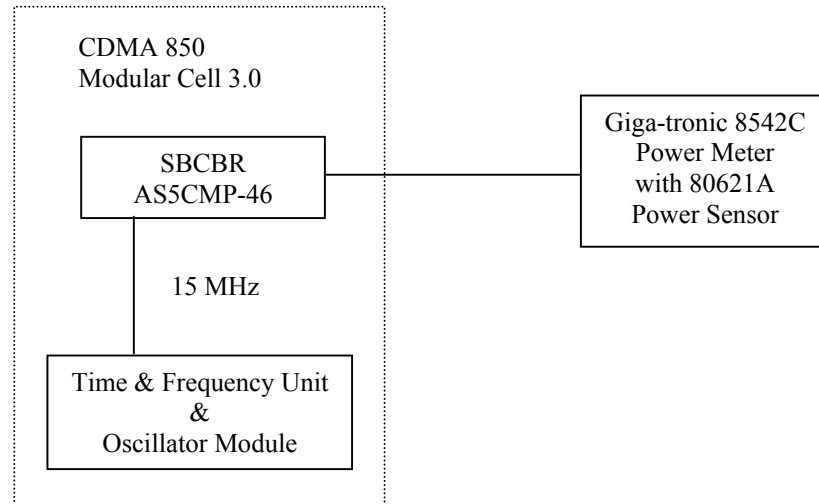 CDMA 850
Modular Cell 3.0
SBCBR
AS5CMP-46
Giga-tronic 8542C
Power Meter
with 80621A
Power Sensor
15 MHz
Time & Frequency Unit
&
Oscillator Module